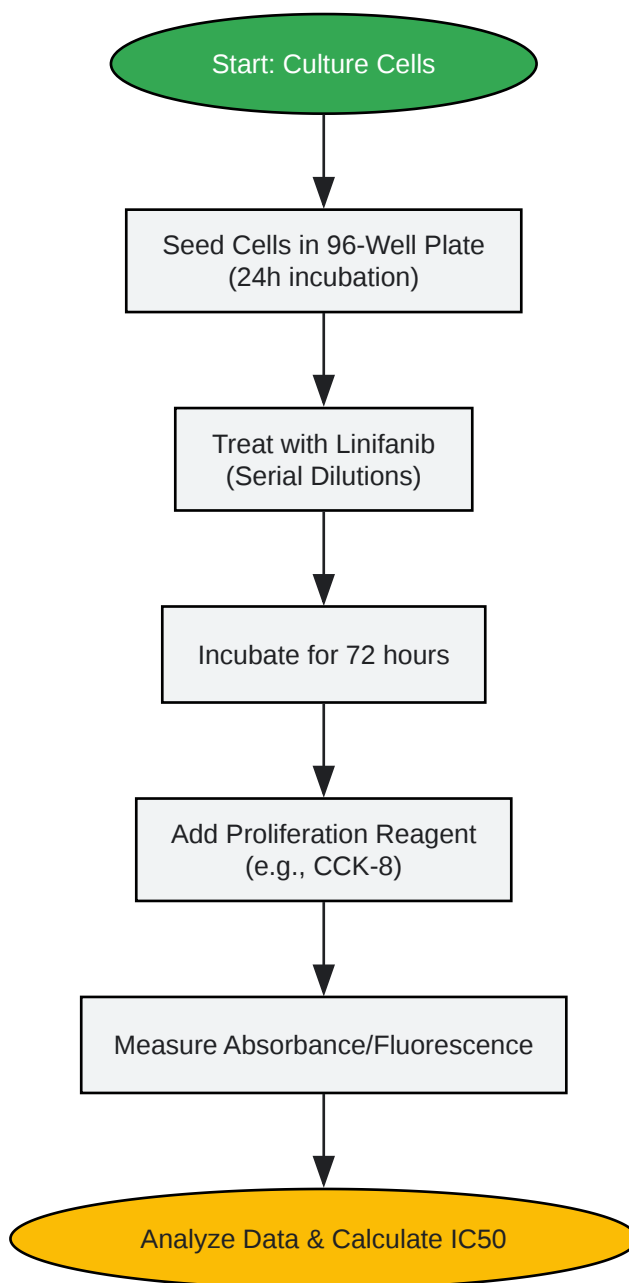 Start: Culture Cells
Seed Cells in 96-Well Plate
(24h incubation)
Treat with Linifanib
(Serial Dilutions)
Incubate for 72 hours
Add Proliferation Reagent
(e.g., CCK-8)
Measure Absorbance/Fluorescence
Analyze Data & Calculate IC50